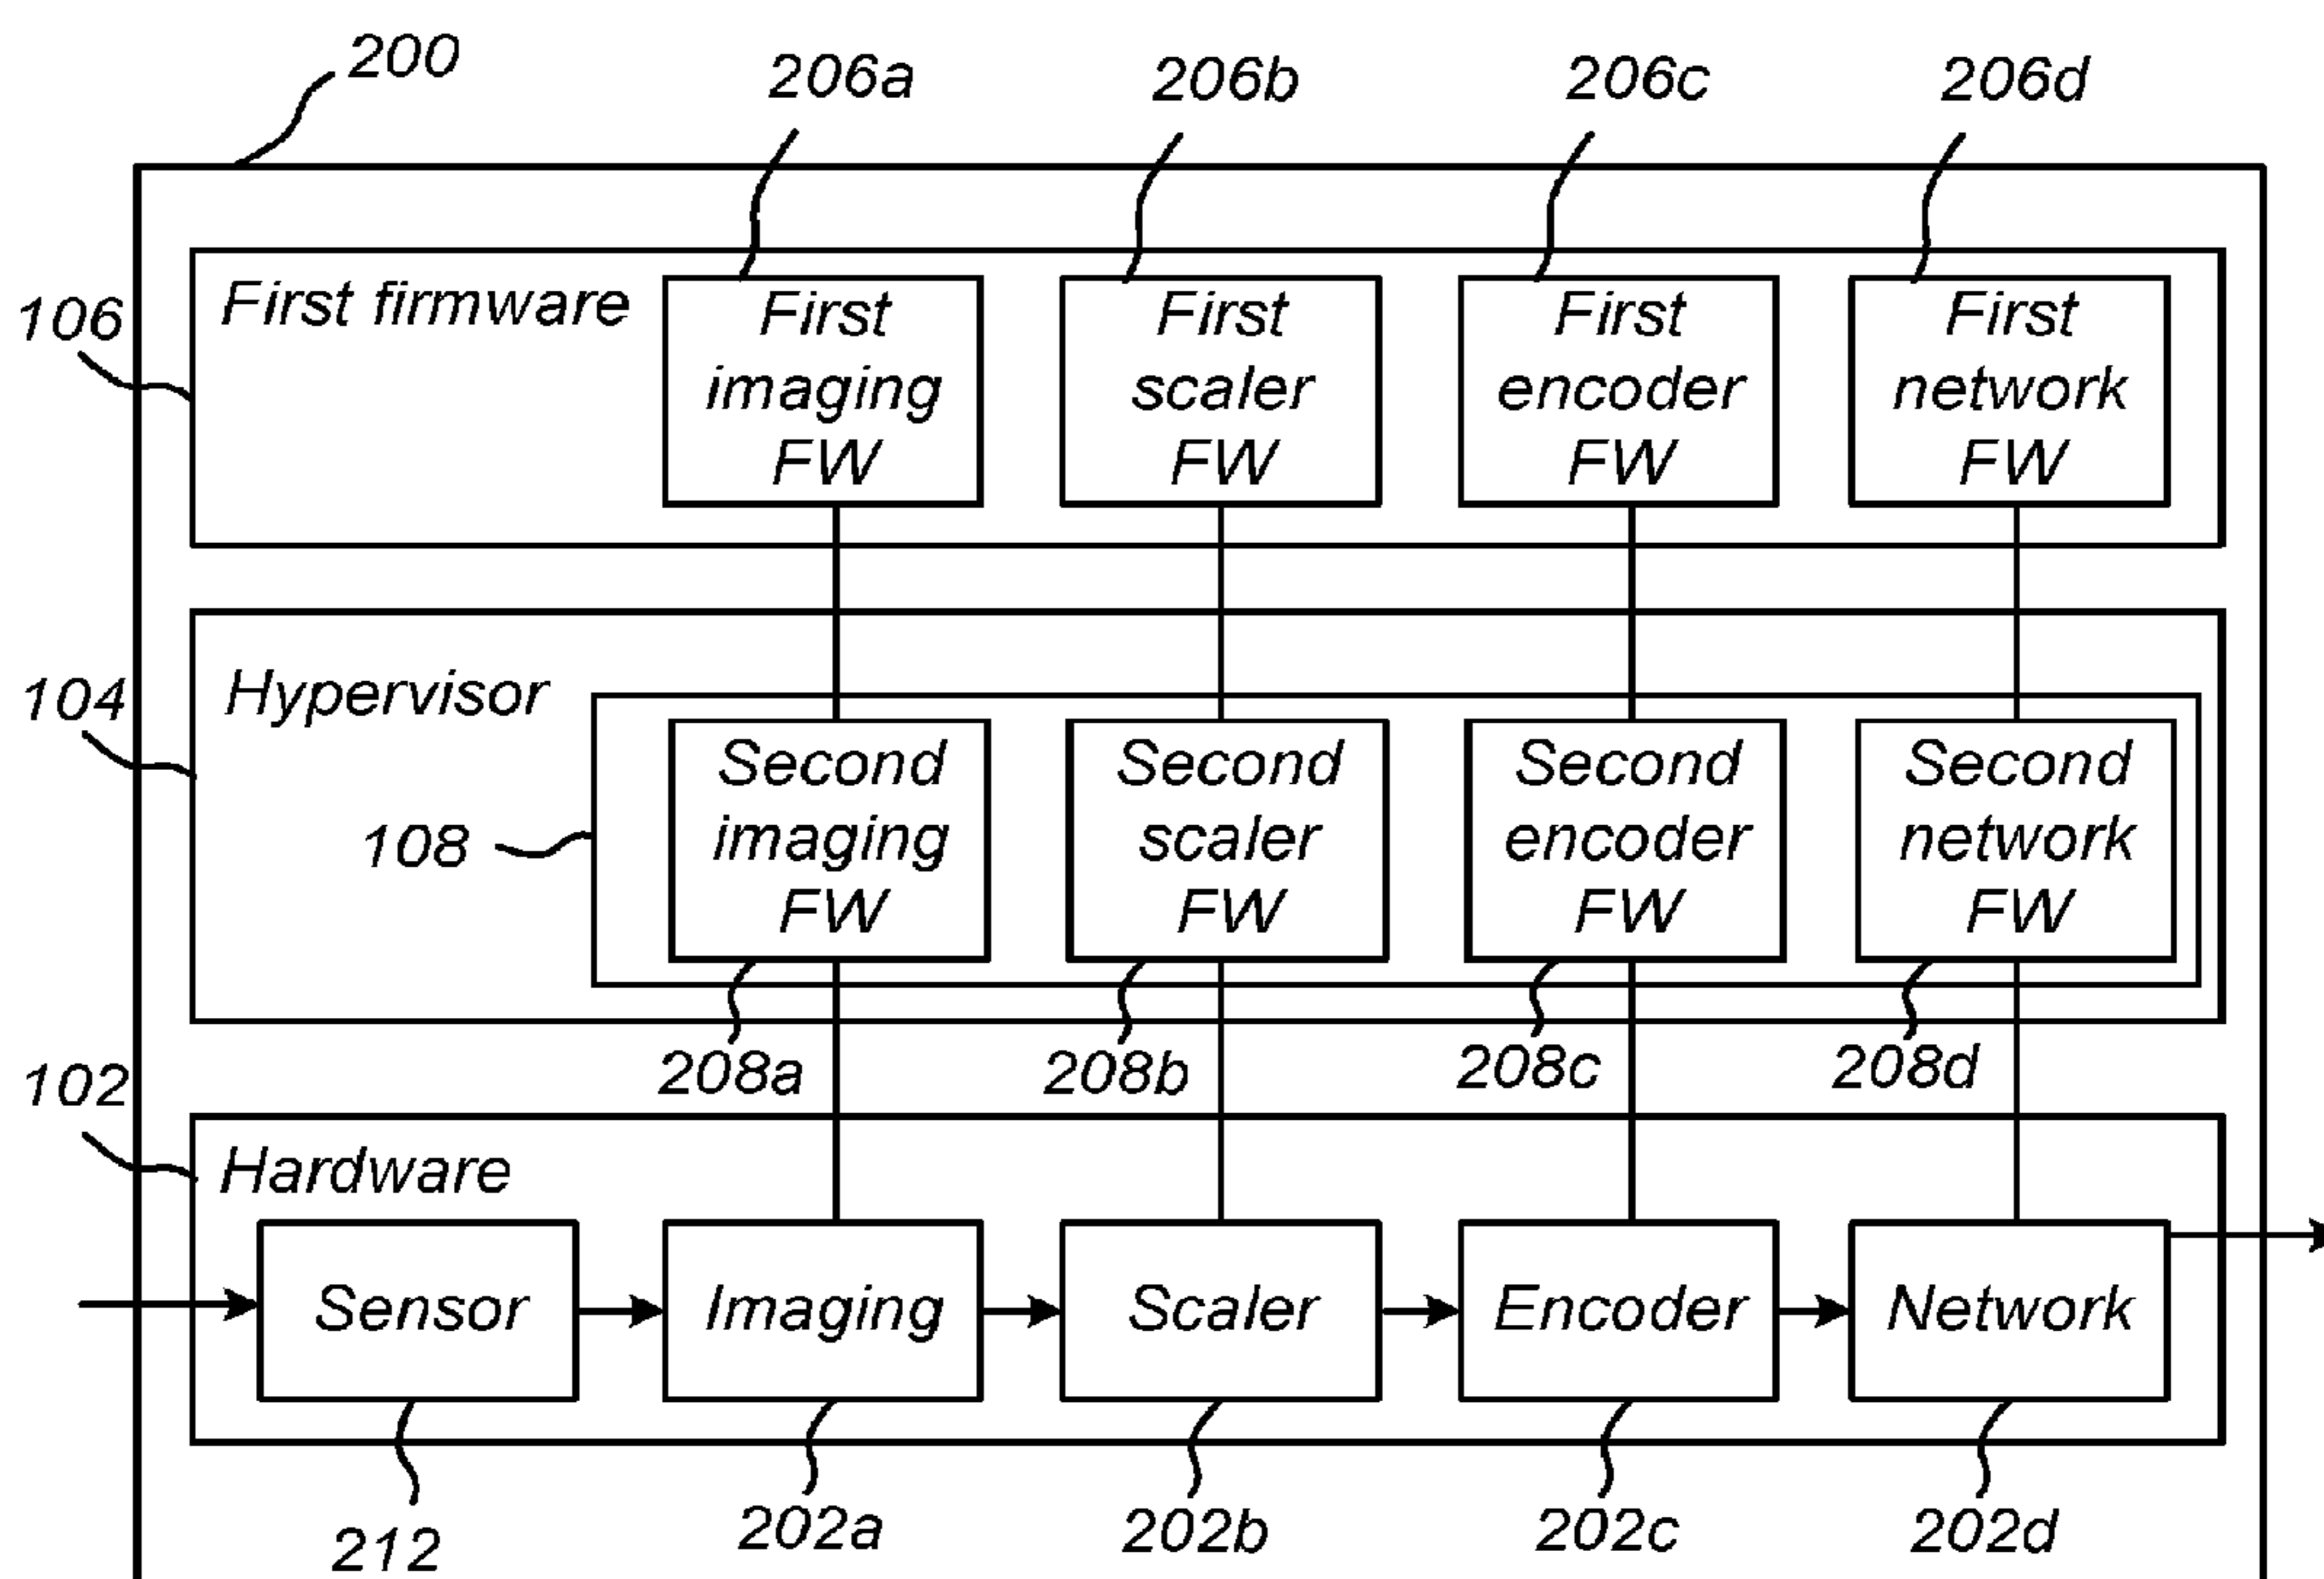 200
206a
206b
206c
206d
106
First firmware
First
imaging
FW
First
scaler
FW
First
encoder
FW
First
network
FW
104
Hypervisor
108
Second
imaging
FW
Second
scaler
FW
Second
encoder
FW
Second
network
FW
208a
208b
208c
208d
102
Hardware
Sensor
Imaging
Scaler
Encoder
Network
212
202a
202b
202c
202d